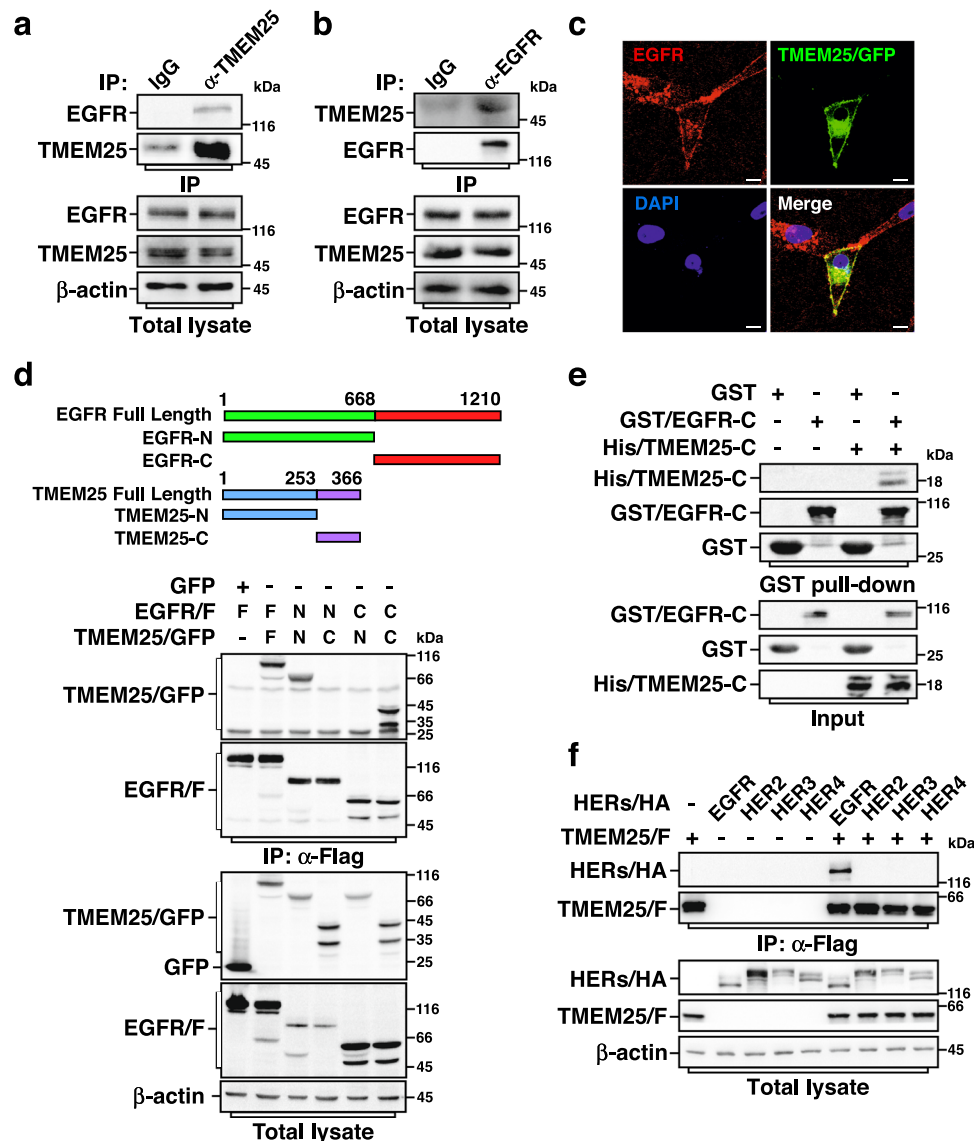 a
IP: IgG α-TMEM25
kDa
EGFR
116
TMEM25
45
IP
EGFR
116
TMEM25
45
β-actin
45
Total lysate
b
IP: IgG α-EGFR
kDa
TMEM25
45
EGFR
116
IP
EGFR
116
TMEM25
45
β-actin
45
Total lysate
c
EGFR
TMEM25/GFP
DAPI
Merge
d
1 668 1210
EGFR Full Length
EGFR-N
EGFR-C
1 253 366
TMEM25 Full Length
TMEM25-N
TMEM25-C
GFP + - - - - -
EGFR/F F F N N C C
TMEM25/GFP - F N C N C
kDa
TMEM25/GFP
116
66
45
35
25
EGFR/F
116
66
45
IP: α-Flag
TMEM25/GFP
116
66
45
35
GFP
25
EGFR/F
116
66
45
β-actin
45
Total lysate
e
GST + - + -
GST/EGFR-C - + - +
His/TMEM25-C - - + +
kDa
His/TMEM25-C
18
GST/EGFR-C
116
GST
25
GST pull-down
GST/EGFR-C
116
GST
25
His/TMEM25-C
18
Input
f
HERs/HA - EGFR HER2 HER3 HER4 EGFR HER2 HER3 HER4
TMEM25/F + - - - - + + + +
kDa
HERs/HA
116
TMEM25/F
66
IP: α-Flag
HERs/HA
116
TMEM25/F
66
β-actin
45
Total lysate